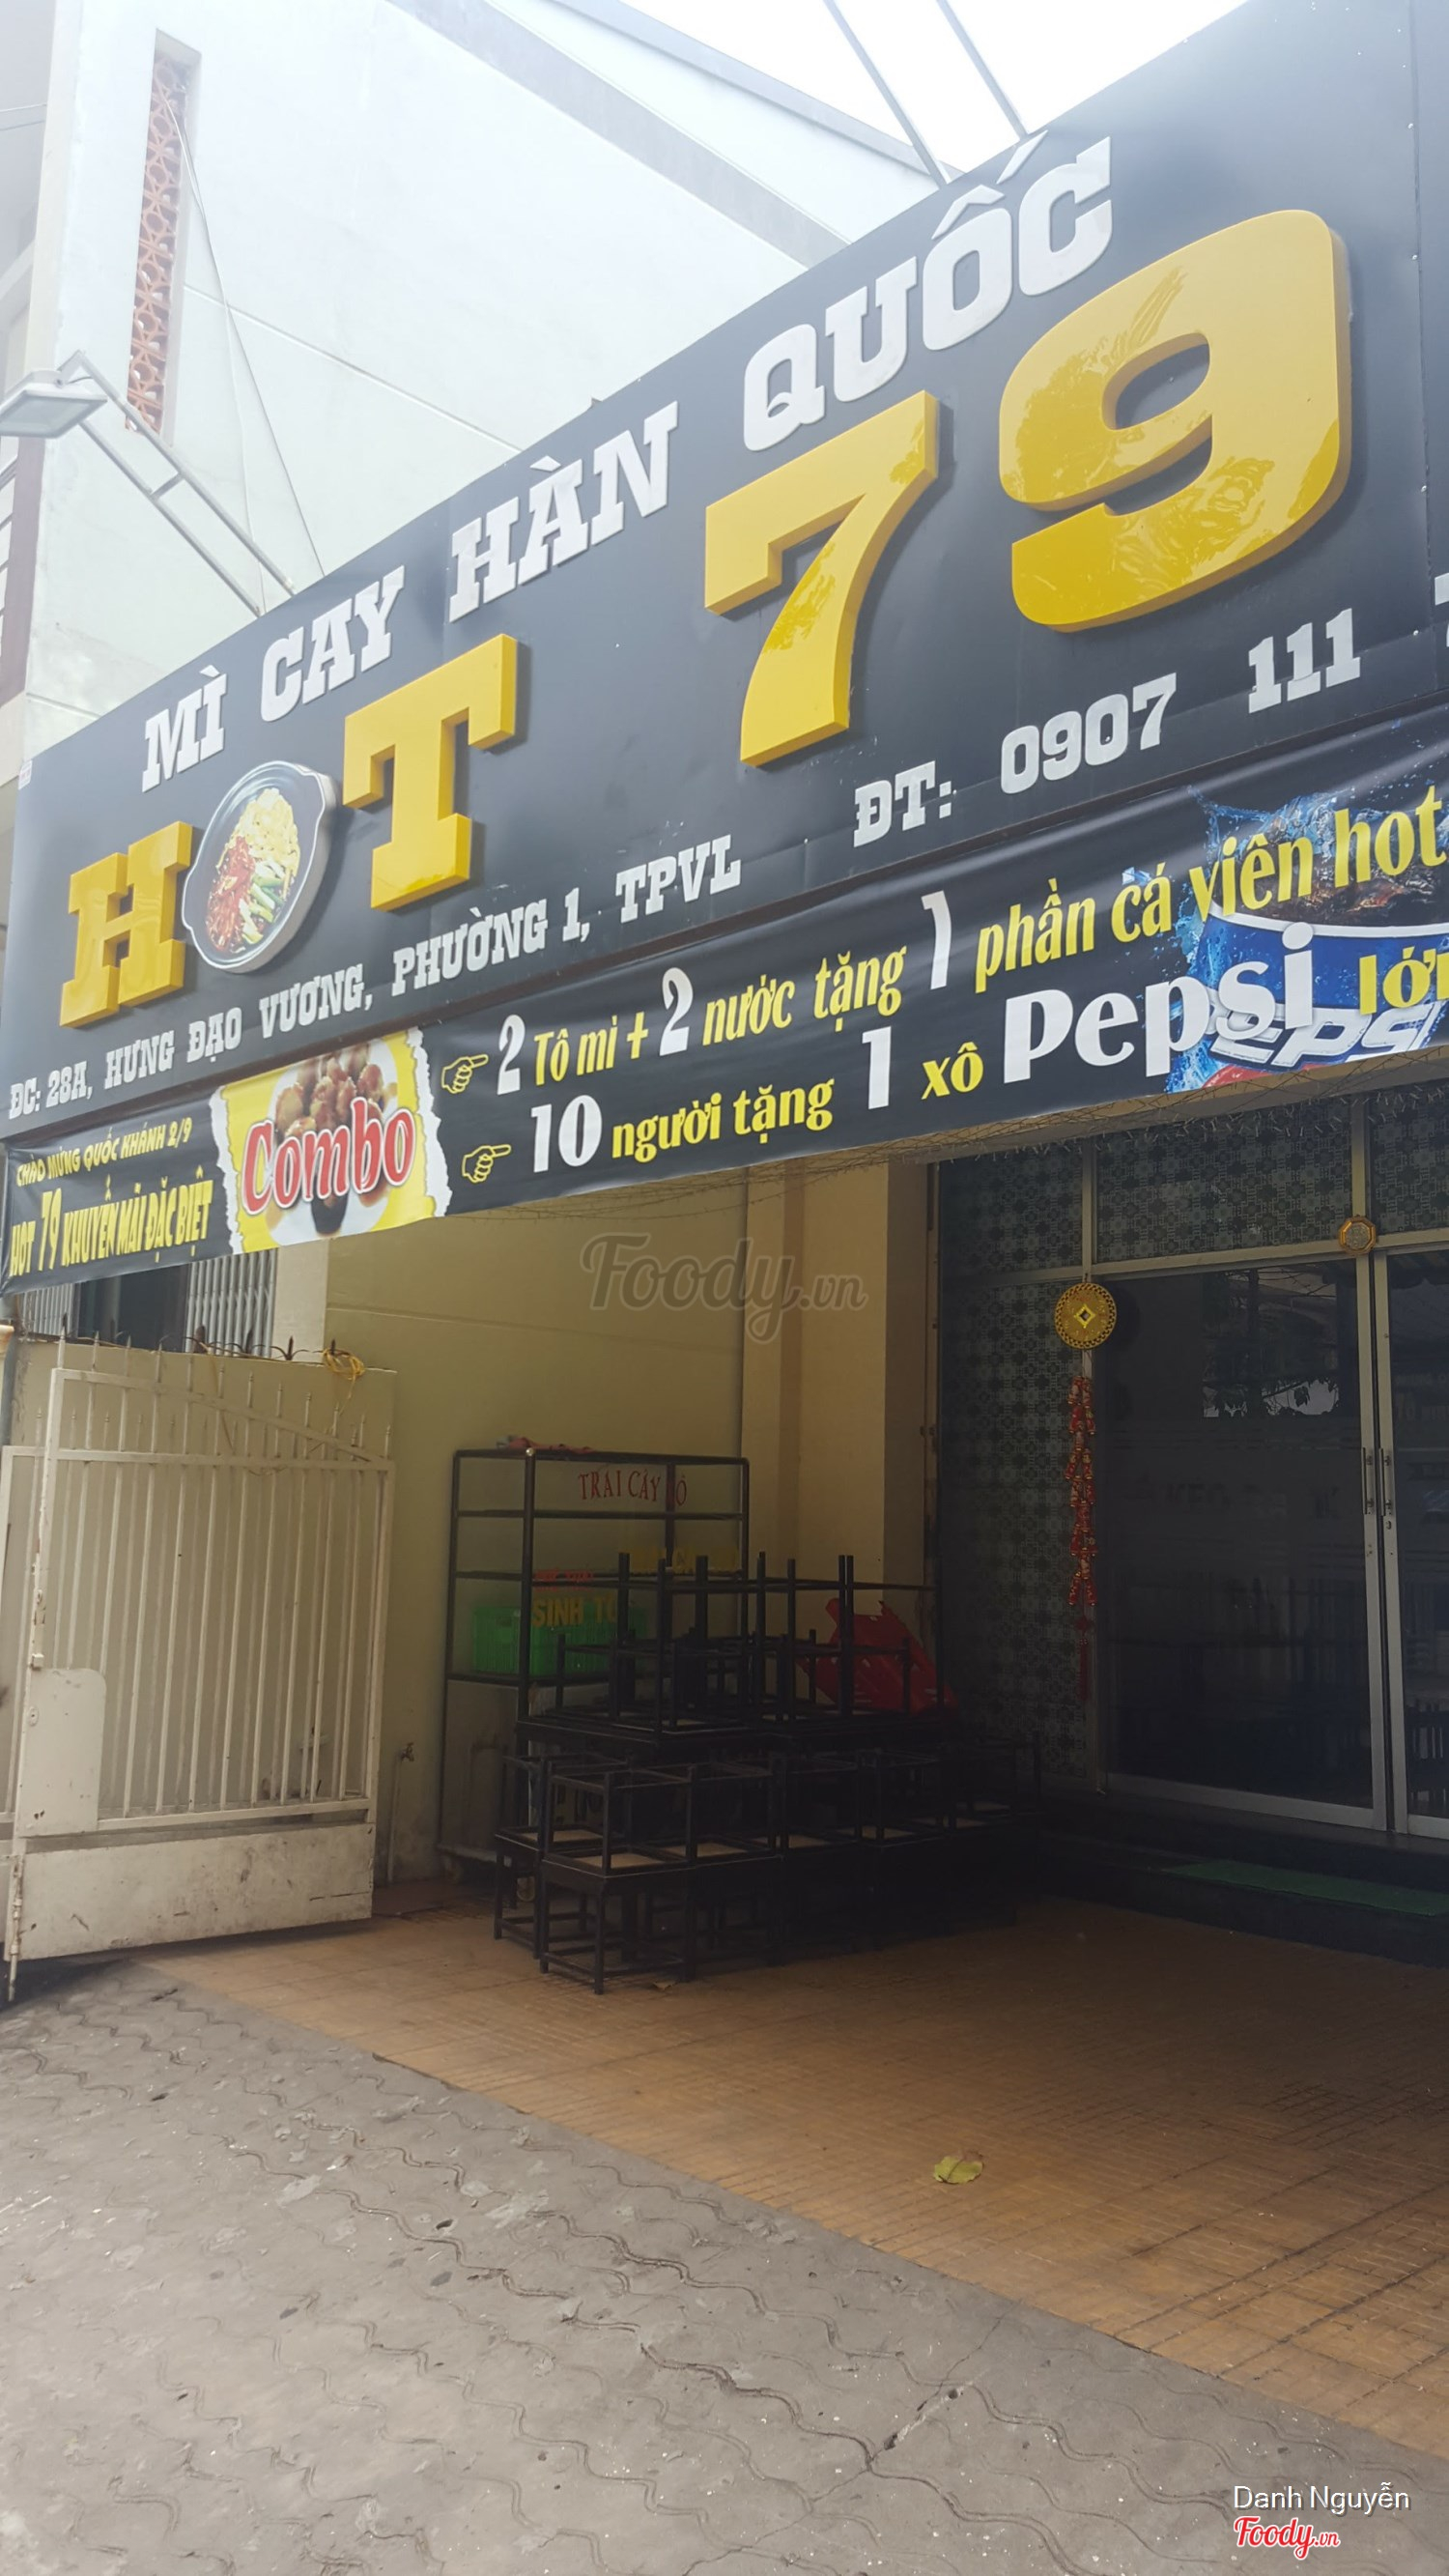 MÌ CAY HÀN QUỐC
HOT 79
ĐC: 28A, HƯNG ĐẠO VƯƠNG, PHƯỜNG 1, TPVL
ĐT: 0907 111
CHÀO MỪNG QUỐC KHÁNH 2/9
HOT 79 KHUYẾN MÃI ĐẶC BIỆT
Combo
2 Tô mì + 2 nước tặng 1 phần cá viên hot
10 người tặng 1 xô Pepsi lớn
Foody.vn
TRÁI CÂY TÔ
SINH TỐ
Danh Nguyễn
Foody.vn